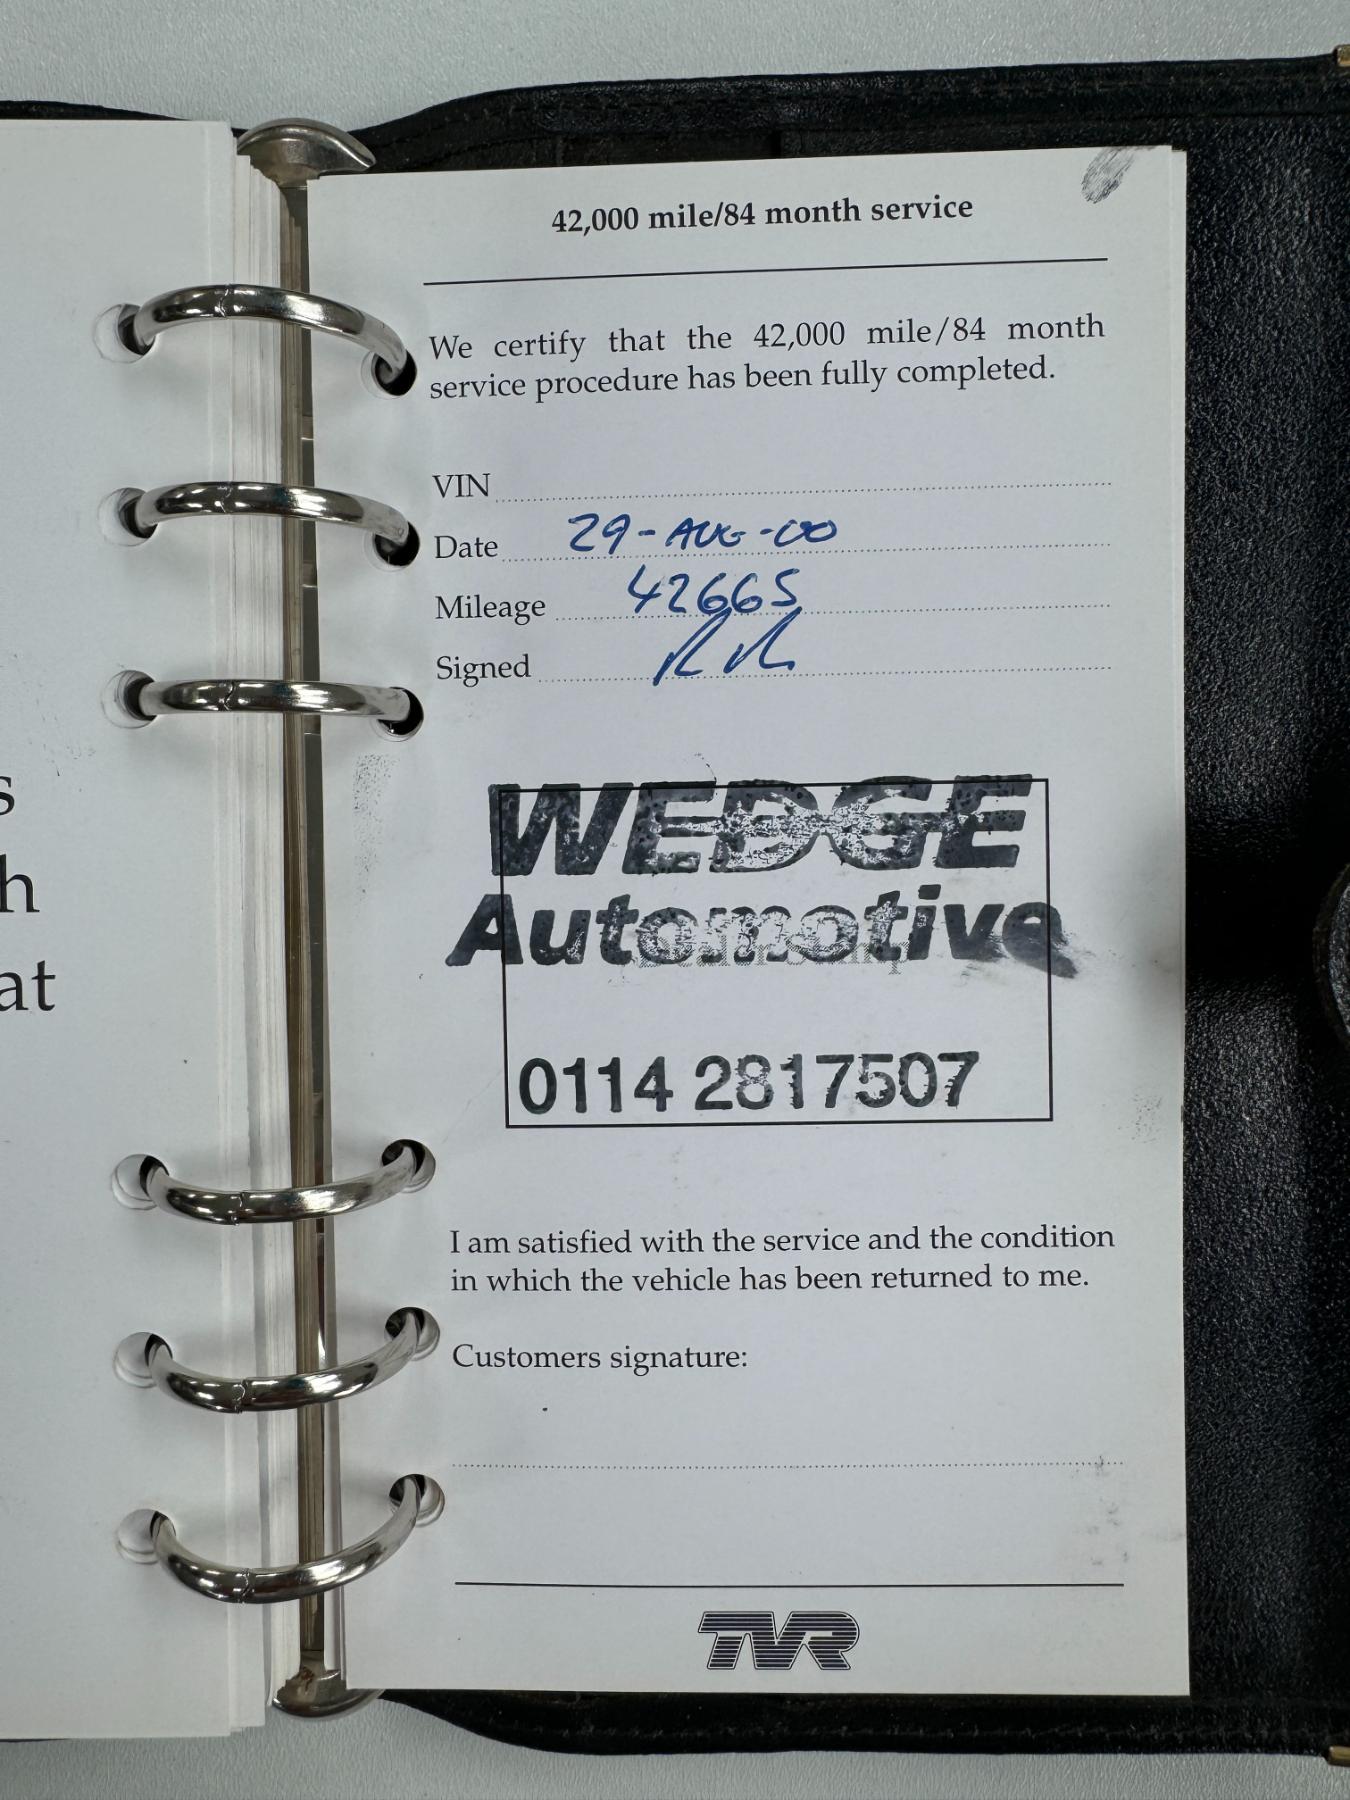 s
h
at
42,000 mile/84 month service
We certify that the 42,000 mile/84 month
service procedure has been fully completed.
VIN
Date 29-AUG-00
Mileage 42665
Signed
WEDGE
Automotive
0114 2817507
I am satisfied with the service and the condition
in which the vehicle has been returned to me.
Customers signature:
TVR